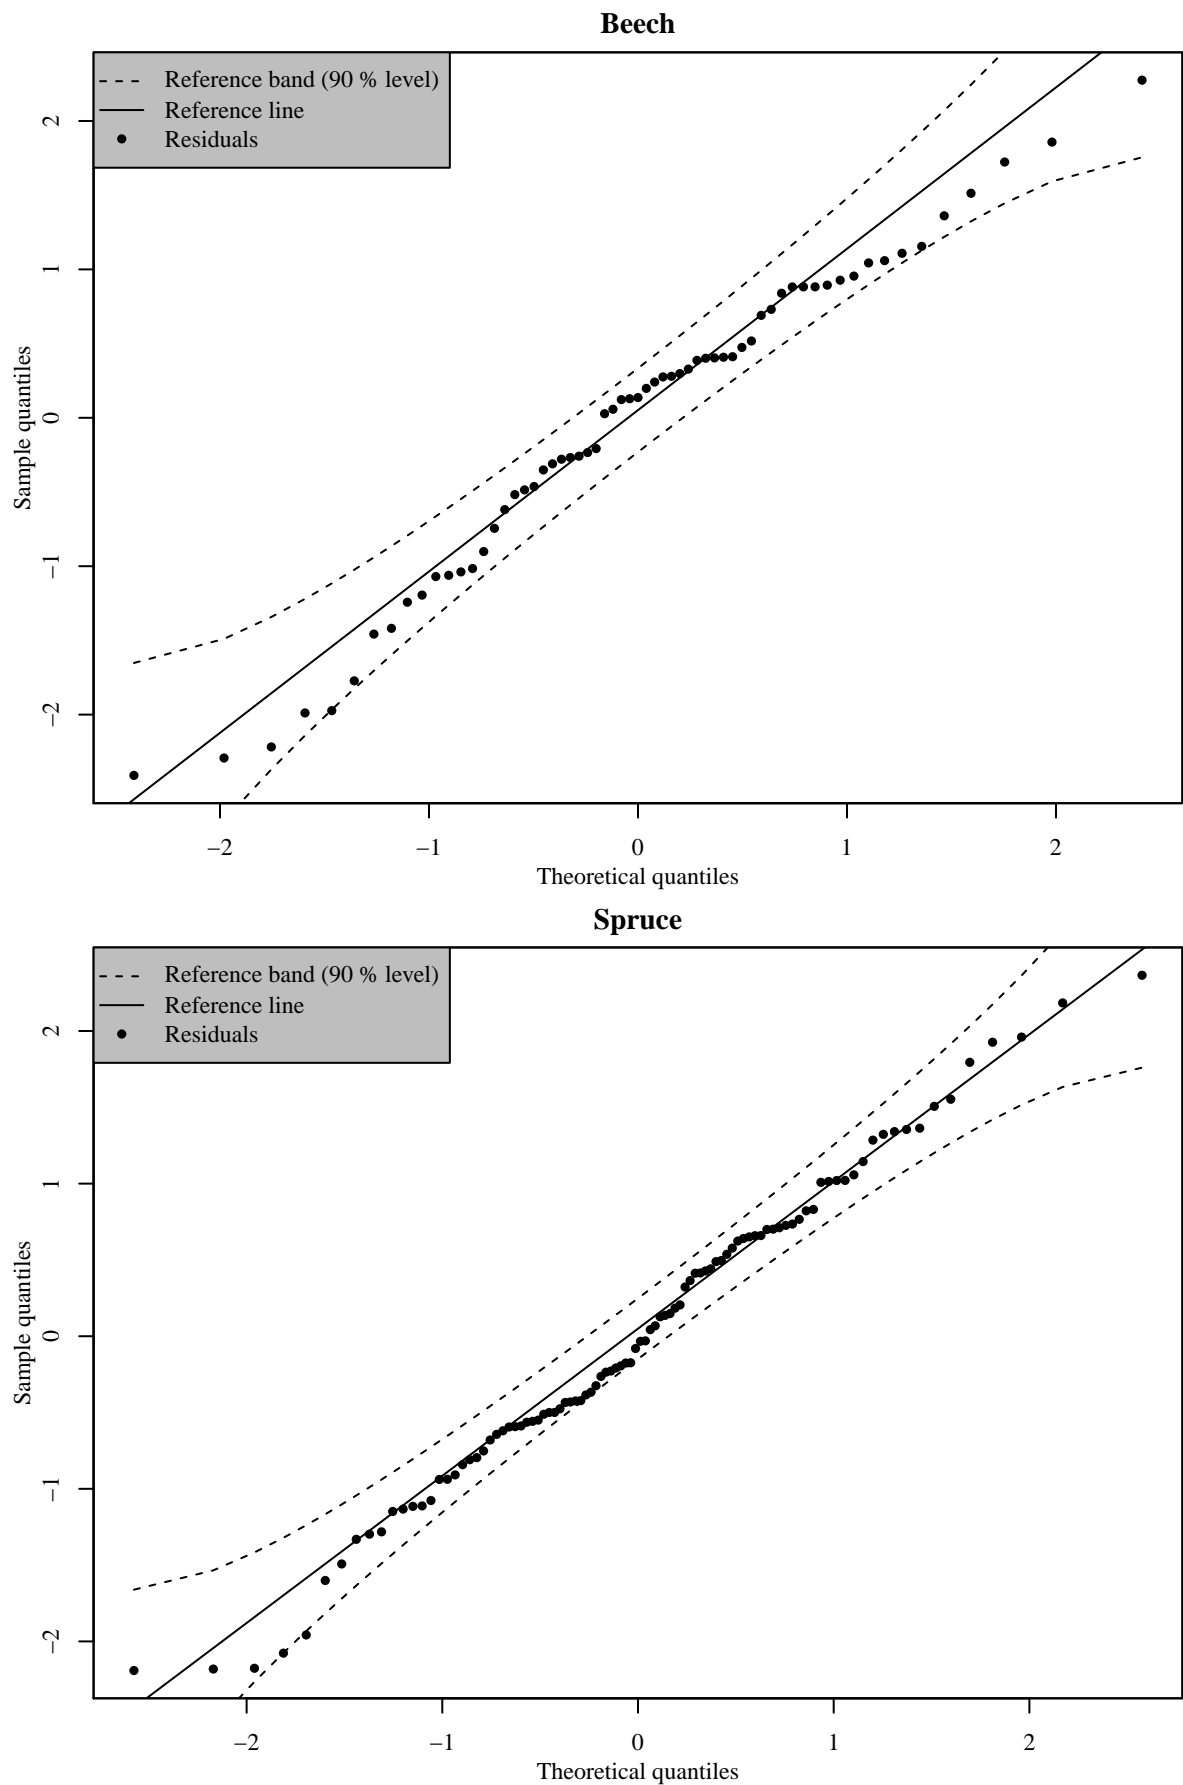 Beech
Reference band (90 % level)
Reference line
Residuals
Sample quantiles
2
1
0
−1
−2
−2 −1 0 1 2
Theoretical quantiles
Spruce
Reference band (90 % level)
Reference line
Residuals
Sample quantiles
2
1
0
−1
−2
−2 −1 0 1 2
Theoretical quantiles